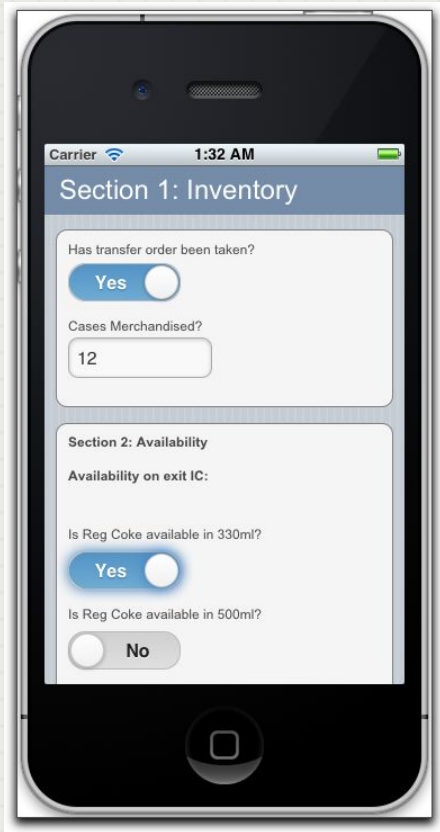 Carrier 1:32 AM
Section 1: Inventory
Has transfer order been taken?
Yes
Cases Merchandised?
12
Section 2: Availability
Availability on exit IC:
Is Reg Coke available in 330ml?
Yes
Is Reg Coke available in 500ml?
No